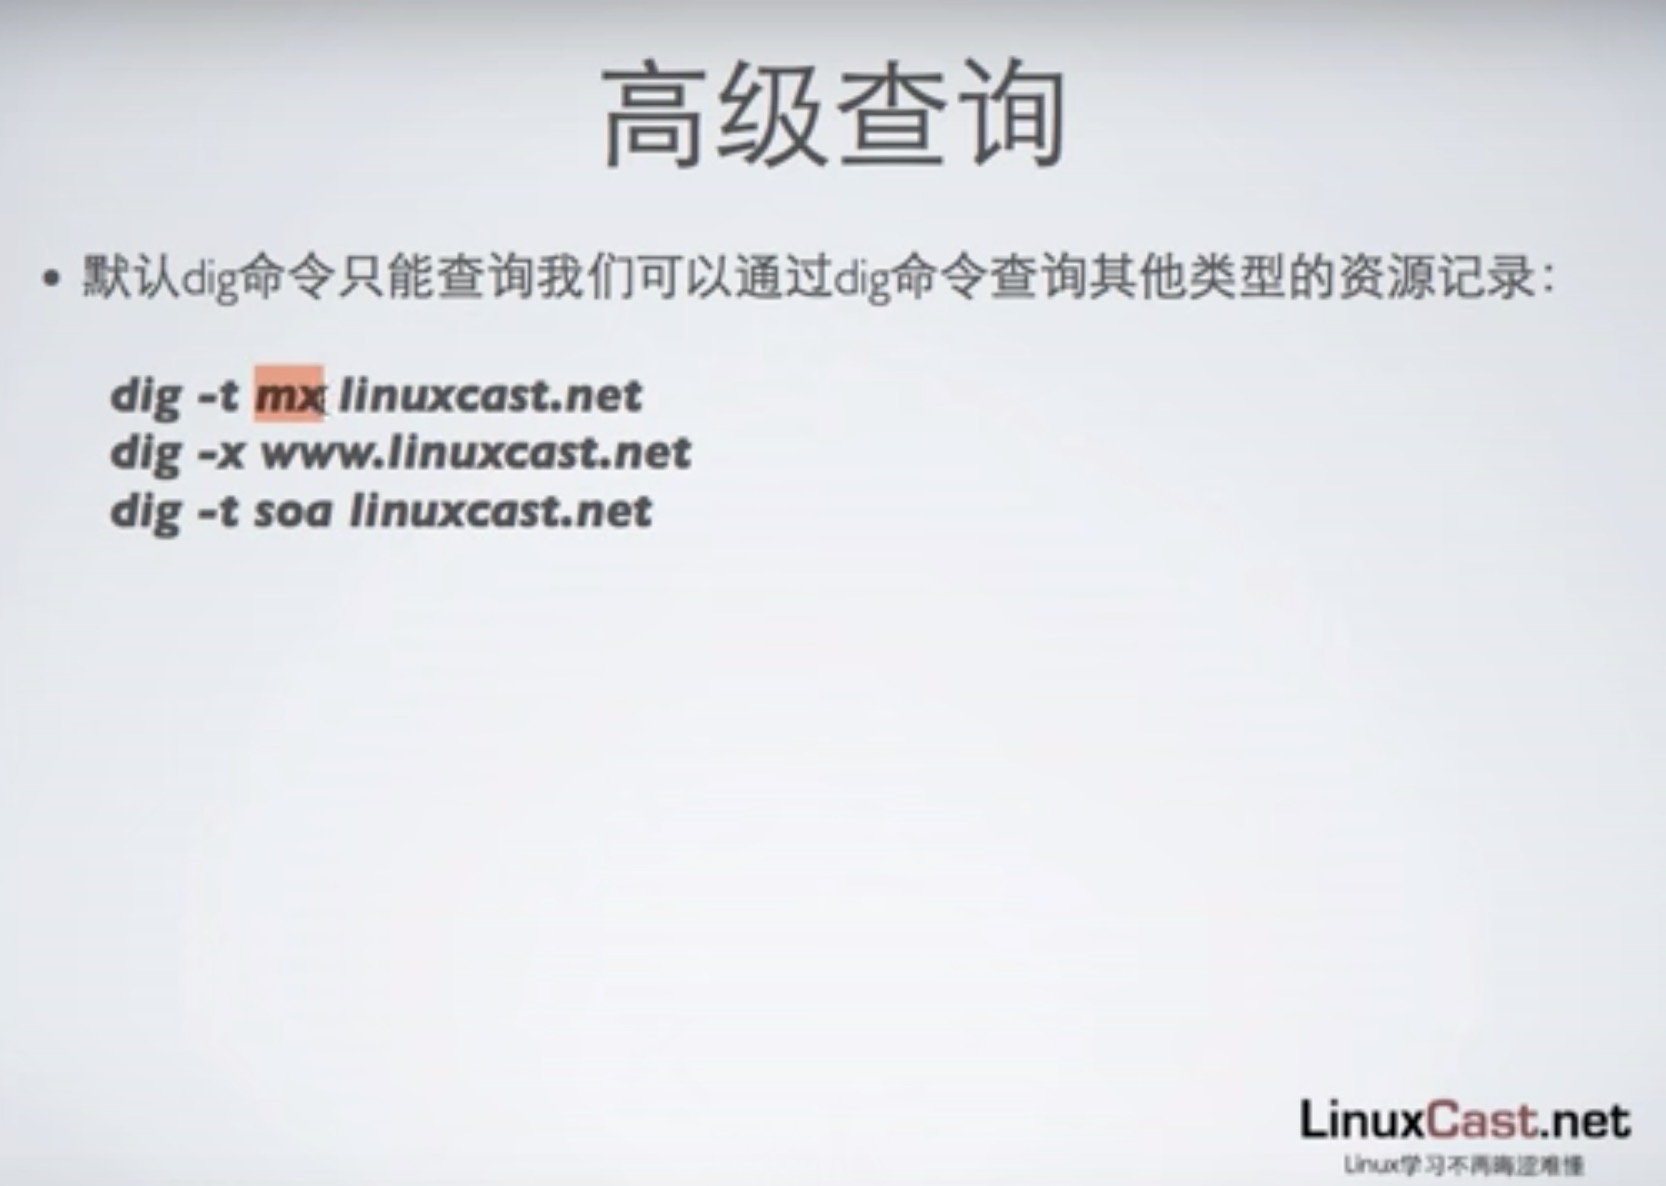 高级查询
• 默认dig命令只能查询我们可以通过dig命令查询其他类型的资源记录：
dig -t mx linuxcast.net
dig -x www.linuxcast.net
dig -t soa linuxcast.net
LinuxCast.net
Linux学习不再晦涩难懂